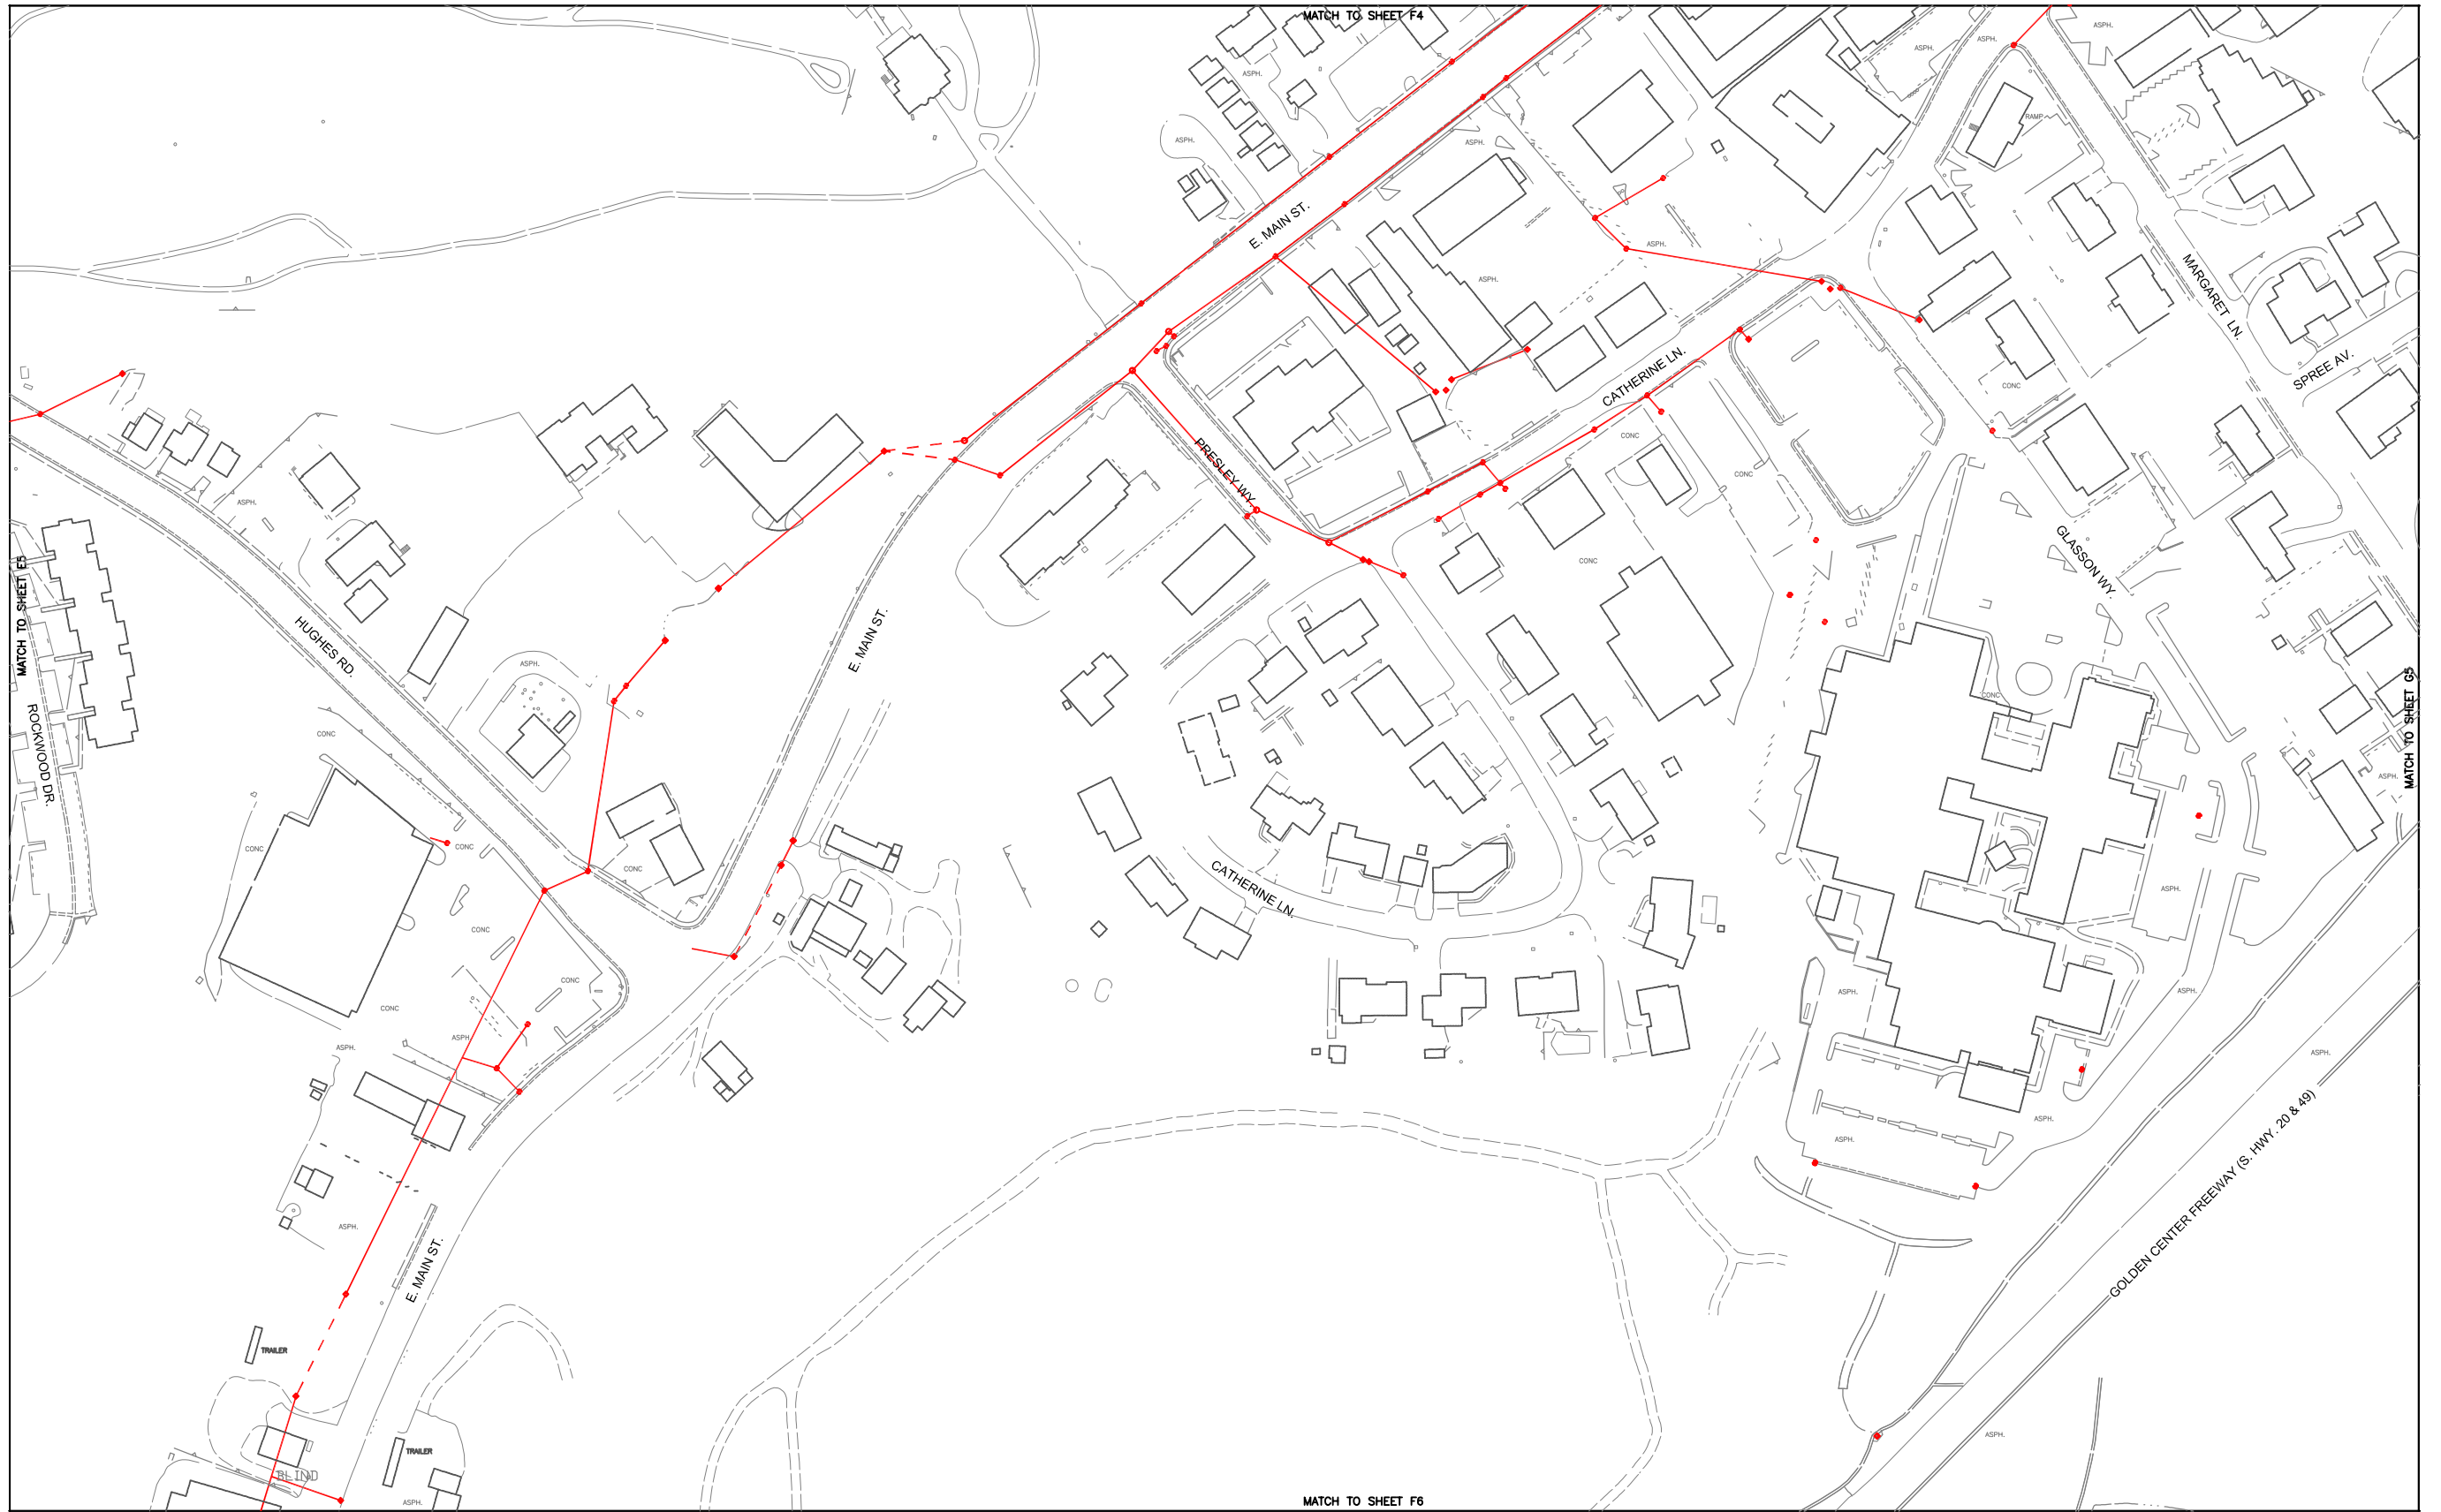 MATCH TO SHEET F4
ASPH.
ASPH.
ASPH.
ASPH.
ASPH.
ASPH.
RAMP
E. MAIN ST.
ASPH.
ASPH.
MARGARET LN.
SPREE AV.
CATHERINE LN.
CONC
PRESLEY WY.
CONC
CONC
ASPH.
CONC
GLASSON WY.
MATCH TO SHEET E5
HUGHES RD.
E. MAIN ST.
ASPH.
ROCKWOOD DR.
CONC
CONC
MATCH TO SHEET G5
ASPH.
CONC
CONC
CONC
CATHERINE LN.
ASPH.
CONC
CONC
CONC
ASPH.
ASPH.
ASPH.
ASPH.
ASPH.
ASPH.
ASPH.
GOLDEN CENTER FREEWAY (S. HWY. 20 & 49)
ASPH.
E. MAIN ST.
TRAILER
TRAILER
BLIND
ASPH.
ASPH.
MATCH TO SHEET F6